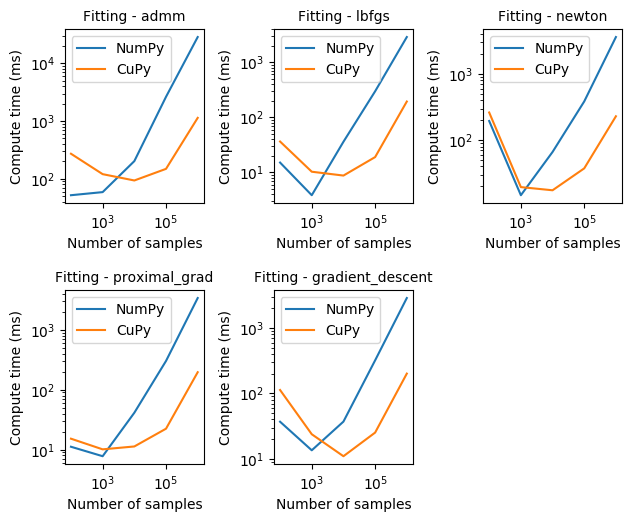 Fitting - admm
Compute time (ms)
10^4
10^3
10^2
NumPy
CuPy
10^3
10^5
Number of samples
Fitting - lbfgs
Compute time (ms)
10^3
10^2
10^1
NumPy
CuPy
10^3
10^5
Number of samples
Fitting - newton
Compute time (ms)
10^3
10^2
NumPy
CuPy
10^3
10^5
Number of samples
Fitting - proximal_grad
Compute time (ms)
10^3
10^2
10^1
NumPy
CuPy
10^3
10^5
Number of samples
Fitting - gradient_descent
Compute time (ms)
10^3
10^2
10^1
NumPy
CuPy
10^3
10^5
Number of samples